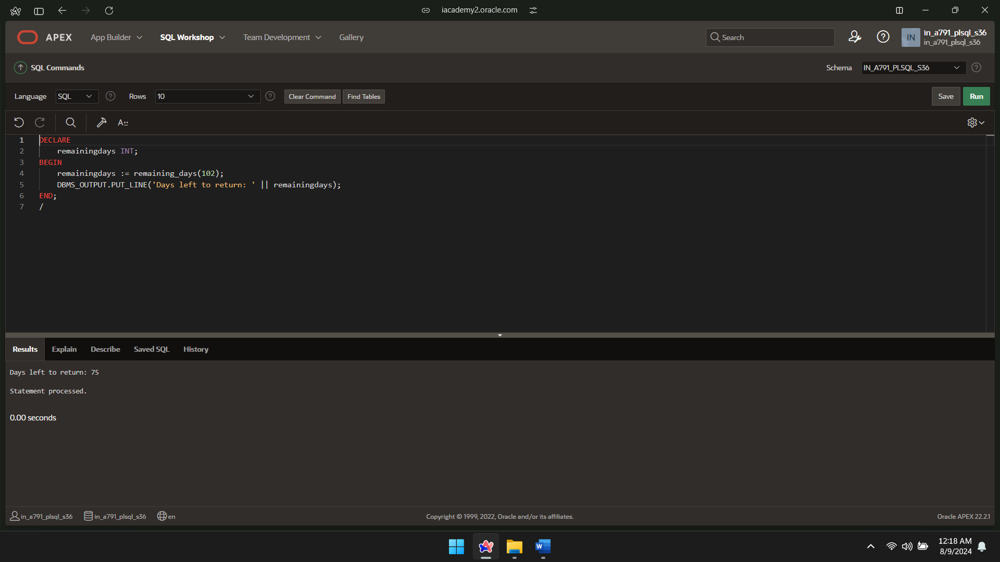 iacademy2.oracle.com
APEX
App Builder
SQL Workshop
Team Development
Gallery
Search
IN
in_a791_plsql_s36
in_a791_plsql_s36
SQL Commands
Schema
IN_A791_PLSQL_S36
Language
SQL
Rows
10
Clear Command
Find Tables
Save
Run
A::
1 DECLARE
2 remainingdays INT;
3 BEGIN
4 remainingdays := remaining_days(102);
5 DBMS_OUTPUT.PUT_LINE('Days left to return: ' || remainingdays);
6 END;
7 /
Results
Explain
Describe
Saved SQL
History
Days left to return: 75
Statement processed.
0.00 seconds
in_a791_plsql_s36
in_a791_plsql_s36
en
Copyright © 1999, 2022, Oracle and/or its affiliates.
Oracle APEX 22.2.1
W
12:18 AM
8/9/2024